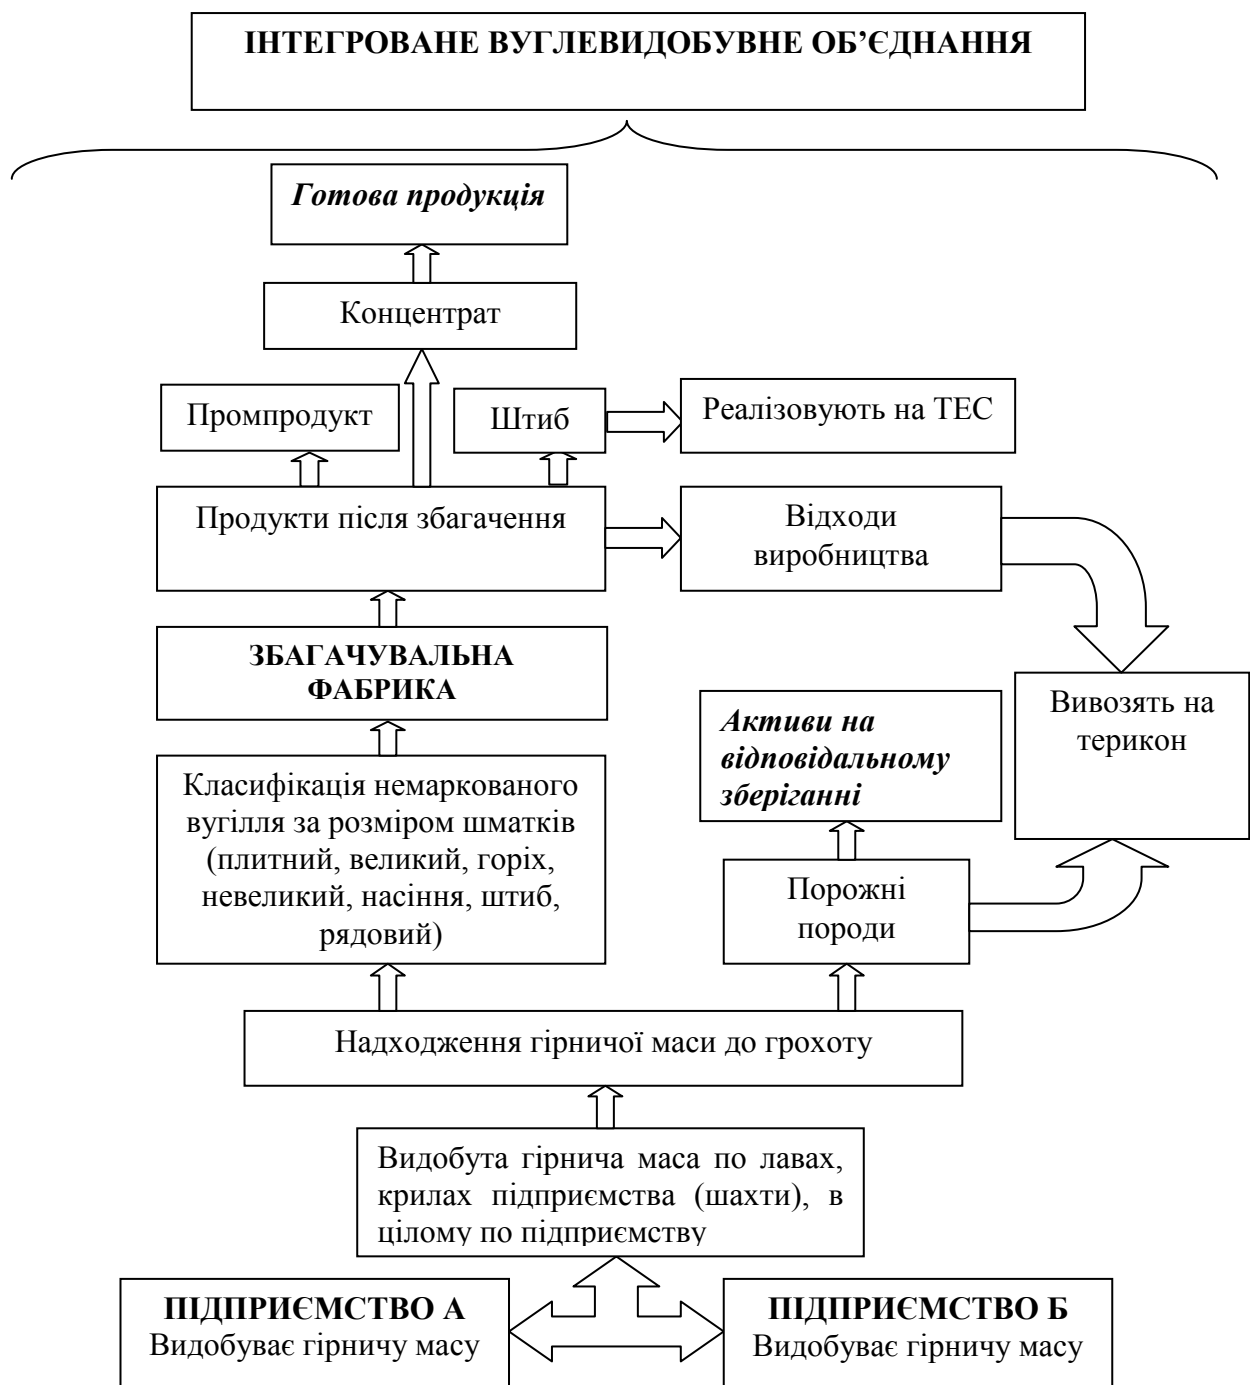 ІНТЕГРОВАНЕ ВУГЛЕВИДОБУВНЕ ОБ’ЄДНАННЯ
Готова продукція
Концентрат
Промпродукт
Штиб
Реалізовують на ТЕС
Продукти після збагачення
Відходи
виробництва
ЗБАГАЧУВАЛЬНА
ФАБРИКА
Вивозять на
терикон
Активи на
відповідальному
зберіганні
Класифікація немаркованого
вугілля за розміром шматків
(плитний, великий, горіх,
невеликий, насіння, штиб,
рядовий)
Порожні
породи
Надходження гірничої маси до грохоту
Видобута гірнича маса по лавах,
крилах підприємства (шахти), в
цілому по підприємству
ПІДПРИЄМСТВО А
Видобуває гірничу масу
ПІДПРИЄМСТВО Б
Видобуває гірничу масу